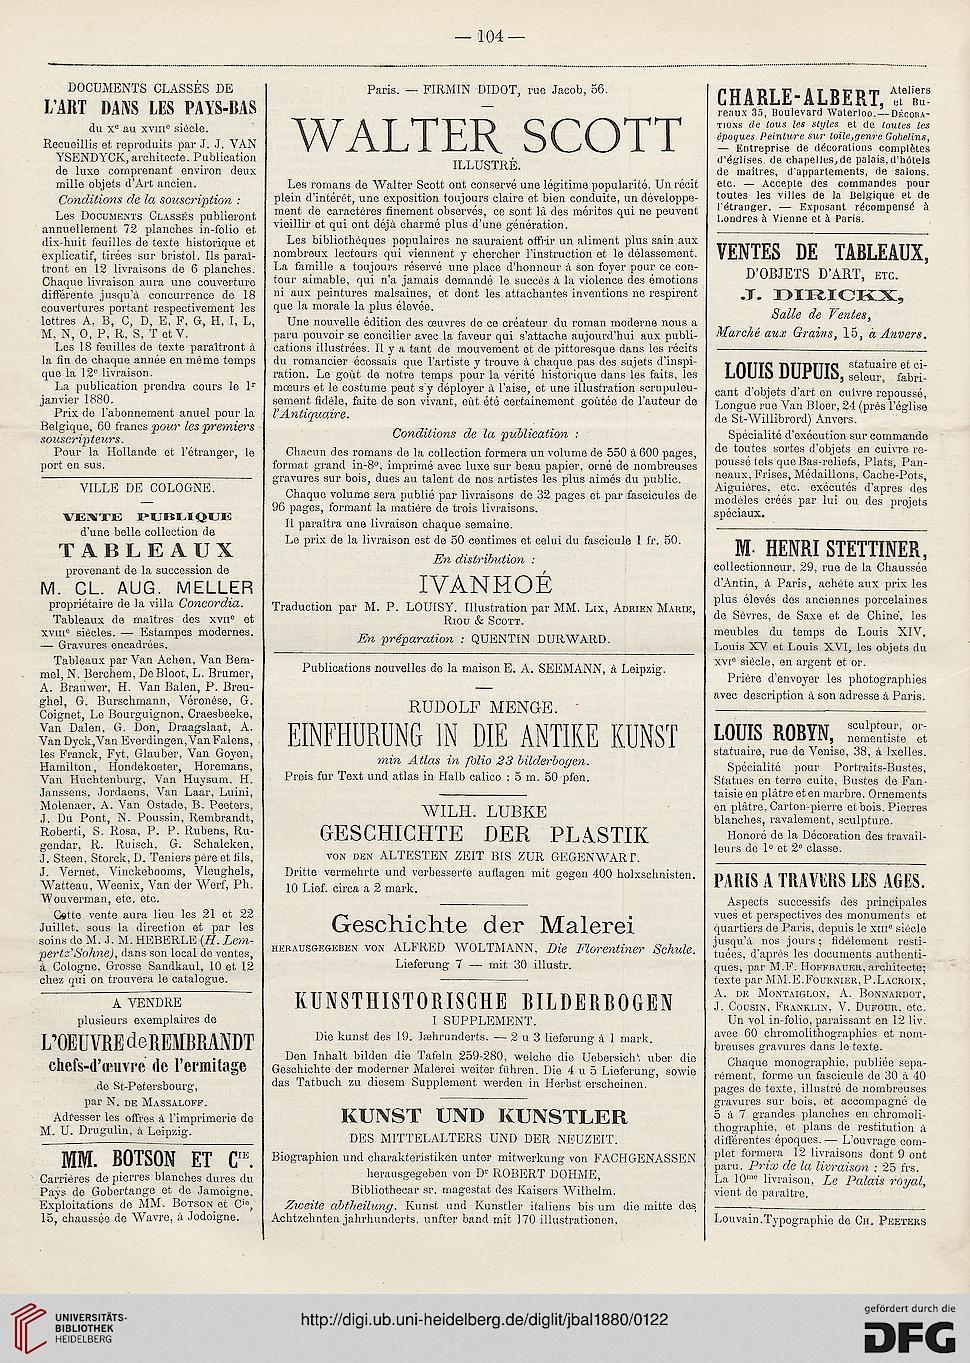 — 104 —
DOCUMENTS CLASSÉS DE
L'ART DANS LES PAYS-BAS
du xe au xviiie siècle.
Recueillis et reproduits par J. J. VAN
YSENDYCK, architecte. Publication
de luxe comprenant environ deux
mille objets d'Art ancien.
Conditions de la souscription :
Les Documents Classés publieront
annuellement 72 planches in-folio et
dix-huit feuilles de texte historique et
explicatif, tirées sur bristol. Ils paraî-
tront en 12 livraisons de 6 planches.
Chaque livraison aura une couverture
différente jusqu'à concurrence de 18
couvertures portant respectivement les
lettres A, B, C, D, E, F, G, H, I, L,
M, N, O, P, R, S, T et V.
Les 18 feuilles de texte paraîtront à
la fin de chaque année en même temps
que la 12e livraison.
La publication prendra cours le 1r
janvier 1880.
Prix de l'abonnement anuel pour la
Belgique, 60 francs pour les premiers
souscripteurs.
Pour la Hollande et l'étranger, le
port en sus.
VILLE DE COLOGNE.
VENTE PUBLIQUE
d'une belle collection de
TABLEAUX
provenant de la succession de
M. CL. AUG. MELLER
propriétaire de la villa Concordia.
Tableaux de maîtres des xviie et
xviiie siècles. — Estampes modernes.
— Gravures encadrées.
Tableaux par Van Achen, Van Bem-
mel, N. Berchem, De Bloot, L. Brumer,
A. Brauwer, H. Van Balen, P. Breu-
ghel, G. Burschmann, Véronèse, G.
Coignet, Le Bourguignon, Craesbeeke,
Van Dalen, G. Don, Draagslaat, A.
Van Dyck, Van Everdingen, Van Falens,
les Franck, Fyt, Glauber, Van Goyen,
Hamilton, Hondekoeter, Horemans,
Van Huchtenburg, Van Huysum, H.
Janssens, Jordaens, Van Laar, Luini,
Molenaer, A. Van Ostade, B. Peeters,
J. Du Pont, N. Poussin, Rembrandt,
Roberti, S. Rosa, P. P. Rubens, Ru-
gendar, R. Ruisch, G. Schalcken,
J. Steen, Storck, D. Teniers père et fils,
J. Vernet, Vinckebooms, Vleughels,
Watteau, Weenix, Van der Werf, Ph.
Wouverman, etc. etc.
Cette vente aura lieu les 21 et 22
Juillet, sous la direction et par les
soins de M. J. M. HEBERLE (H. Lem-
pertz'Sohne), dans son local de ventes,
à Cologne, Grosse Sandkaul, 10 et 12
chez qui on trouvera le catalogue.
A VENDRE
plusieurs exemplaires de
L'OEUVRE de REMBRANDT
chefs-d'œuvre de l'ermitage
de St-Petersbourg,
par N. de Massaloff.
Adresser les offres à l'imprimerie de
M. U. Drugulin, à Leipzig.
MM. BOTSON ET CIE.
Carrières de pierres blanches dures du
Pays de Gobertange et de Jamoigne.
Exploitations de MM. Botson et Cie,
15, chaussée de Wavre, à Jodoigne.
Paris. — FIRMIN DIDOT, rue Jacob, 56.
WALTER SCOTT
ILLUSTRÉ.
Les romans de Walter Scott ont conservé une légitime popularité. Un récit
plein d'intérêt, une exposition toujours claire et bien conduite, un développe-
ment de caractères finement observés, ce sont là des mérites qui ne peuvent
vieillir et qui ont déjà charmé plus d'une génération.
Les bibliothèques populaires ne sauraient offrir un aliment plus sain aux
nombreux lecteurs qui viennent y chercher l'instruction et le délassement.
La famille a toujours réservé une place d'honneur à son foyer pour ce con-
tour aimable, qui n'a jamais demandé le succès à la violence des émotions
ni aux peintures malsaines, et dont les attachantes inventions ne respirent
que la morale la plus élevée.
Une nouvelle édition des œuvres de ce créateur du roman moderne nous a
paru pouvoir se concilier avec la faveur qui s'attache aujourd'hui aux publi-
cations illustrées. Il y a tant de mouvement et de pittoresque dans les récits
du romancier écossais que l'artiste y trouve à chaque pas des sujets d'inspi-
ration. Le goût de notre temps pour la vérité historique dans les faits, les
mœurs et le costume peut s'y déployer à l'aise, et une illustration scrupuleu-
sement fidèle, faite de son vivant, eût été certainement goûtée de l'auteur de
l'Antiquaire.
Conditions de la publication :
Chacun des romans de la collection formera un volume de 550 à 600 pages,
format grand in-8o, imprimé avec luxe sur beau papier, orné de nombreuses
gravures sur bois, dues au talent de nos artistes les plus aimés du public.
Chaque volume sera publié par livraisons de 32 pages et par fascicules de
96 pages, formant la matière de trois livraisons.
Il paraîtra une livraison chaque semaine.
Le prix de la livraison est de 50 centimes et celui du fascicule 1 fr. 50.
En distribution :
IVANHOÉ
Traduction par M. P. LOUISY. Illustration par MM. Lix, Adrien Marie,
Riou & Scott.
En préparation : QUENTIN DURWARD.
Publications nouvelles de la maison E. A. SEEMANN, à Leipzig.
RUDOLF MENGE.
EINFHURUNG IN DIE ANTIKE KUNST
min Atlas in folio 23 bilderbogen.
Preis fur Text und atlas in Halb calico : 5 m. 50 pfen.
WILH. LUBKE
GESCHICHTE DER PLASTIK
von den ALTESTEN ZEIT BIS ZUR GEGENWART.
Dritte vermehrte und verbesserte auflagen mit gegen 400 holxschnisten.
10 Lief. circa a 2 mark.
Geschichte der Malerei
herausgegeben von ALFRED WOLTMANN. Die Florentiner Schule.
Lieferung 7 — mit 30 illustr.
KUNSTHISTORISCHE BILDERBOGEN
I SUPPLEMENT.
Die kunst des 19. Jæhrunderts. — 2 u 3 lieferung à 1 mark.
Den Inhalt bilden die Tafeln 259-280, welche die Uebersicht uber die
Geschichte der moderner Malerei weiter führen. Die 4 u 5 Lieferung, sowie
das Tatbuch zu diesem Supplement werden in Herbst erscheinen.
KUNST UND KUNSTLER
DES MITTELALTERS UND DER NEUZEIT.
Biographien und charakteristiken unter mitwerkung von FACHGENASSEN
herausgegeben von Dr ROBERT DOHME,
Bibliothecar sr. magestat des Kaisers Wilhelm.
Zweite abtheilung. Kunst und Kunstler italiens bis um die mitte des
Achtzehnten jahrhunderts. unfter band mit 170 illustrationen,
CHARLE-ALBERT, Ateliers et Bu-
reaux 35, Boulevard Waterloo. — Décora-
tions de tous les styles et de toutes les
époques Peinture sur toile, genre Gobelins,
— Entreprise de décorations complètes
d'églises, de chapelles, de palais, d'hôtels
de maîtres, d'appartements, de salons.
etc. — Accepte des commandes pour
toutes les villes de la Belgique et de
l'étranger. — Exposant récompensé à
Londres à Vienne et à Paris.
VENTES DE TABLEAUX,
D'OBJETS D'ART, ETC.
J. DIRICKX,
Salle de Ventes,
Marché aux Grains, 15, à Anvers.
LOUIS DUPUIS, statuaire et ci-
seleur, fabri-
cant d'objets d'art en cuivre repoussé,
Longue rue Van Bloer, 24 (près l'église
de St-Willibrord) Anvers.
Spécialité d'exécution sur commande
de toutes sortes d'objets en cuivre re-
poussé tels que Bas-reliefs, Plats, Pan-
neaux, Frises, Médaillons, Cache-Pots,
Aiguières, etc. exécutés d'apres des
modèles créés par lui ou des projets
spéciaux.
M. HENRI STETTINER,
collectionneur, 29, rue de la Chaussée
d'Antin, à Paris, achète aux prix les
plus élevés des anciennes porcelaines
de Sèvres, de Saxe et de Chine, les
meubles du temps de Louis XIV,
Louis XV et Louis XVI, les objets du
xvie siècle, en argent et or.
Prière d'envoyer les photographies
avec description à son adresse à Paris.
LOUIS ROBYN, sculpteur, or-
nementiste et
statuaire, rue de Venise, 38, à Ixelles.
Spécialité pour Portraits-Bustes,
Statues en terre cuite, Bustes de Fan-
taisie en plâtre et en marbre. Ornements
en plâtre, Carton-pierre et bois. Pierres
blanches, ravalement, sculpture.
Honoré de la Décoration des travail-
leurs de 1e et 2e classe.
PARIS A TRAVERS LES AGES.
Aspects successifs des principales
vues et perspectives des monuments et
quartiers de Paris, depuis le xiiie siècle
jusqu'à nos jours ; fidèlement resti-
tuées, d'après les documents authenti-
ques, par M. F. Hoffbauer, architecte;
texte par MM. E. Fournier, P. Lacroix,
A. de Montaiglon, A. Bonnardot,
J. Cousin, Franklin, V. Dufour, etc.
Un vol in-folio, paraissant en 12 liv.
avec 60 chromolithographies et nom-
breuses gravures dans le texte.
Chaque monographie, publiée sepa-
rément, forme un fascicule de 30 à 40
pages de texte, illustré de nombreuses
gravures sur bois, et accompagné de
5 à 7 grandes planches en chromoli-
thographie, et plans de restitution à
différentes époques. — L'ouvrage com-
plet formera 12 livraisons dont 9 ont
paru. Prix de la livraison : 25 frs.
La 10me livraison, Le Palais royal,
vient de paraître.
Louvain. Typographie de Ch. Peeters
UNIVERSITÄTS-
BIBLIOTHEK
HEIDELBERG
http://digi.ub.uni-heidelberg.de/diglit/jbal1880/0122
gefördert durch die
DFG